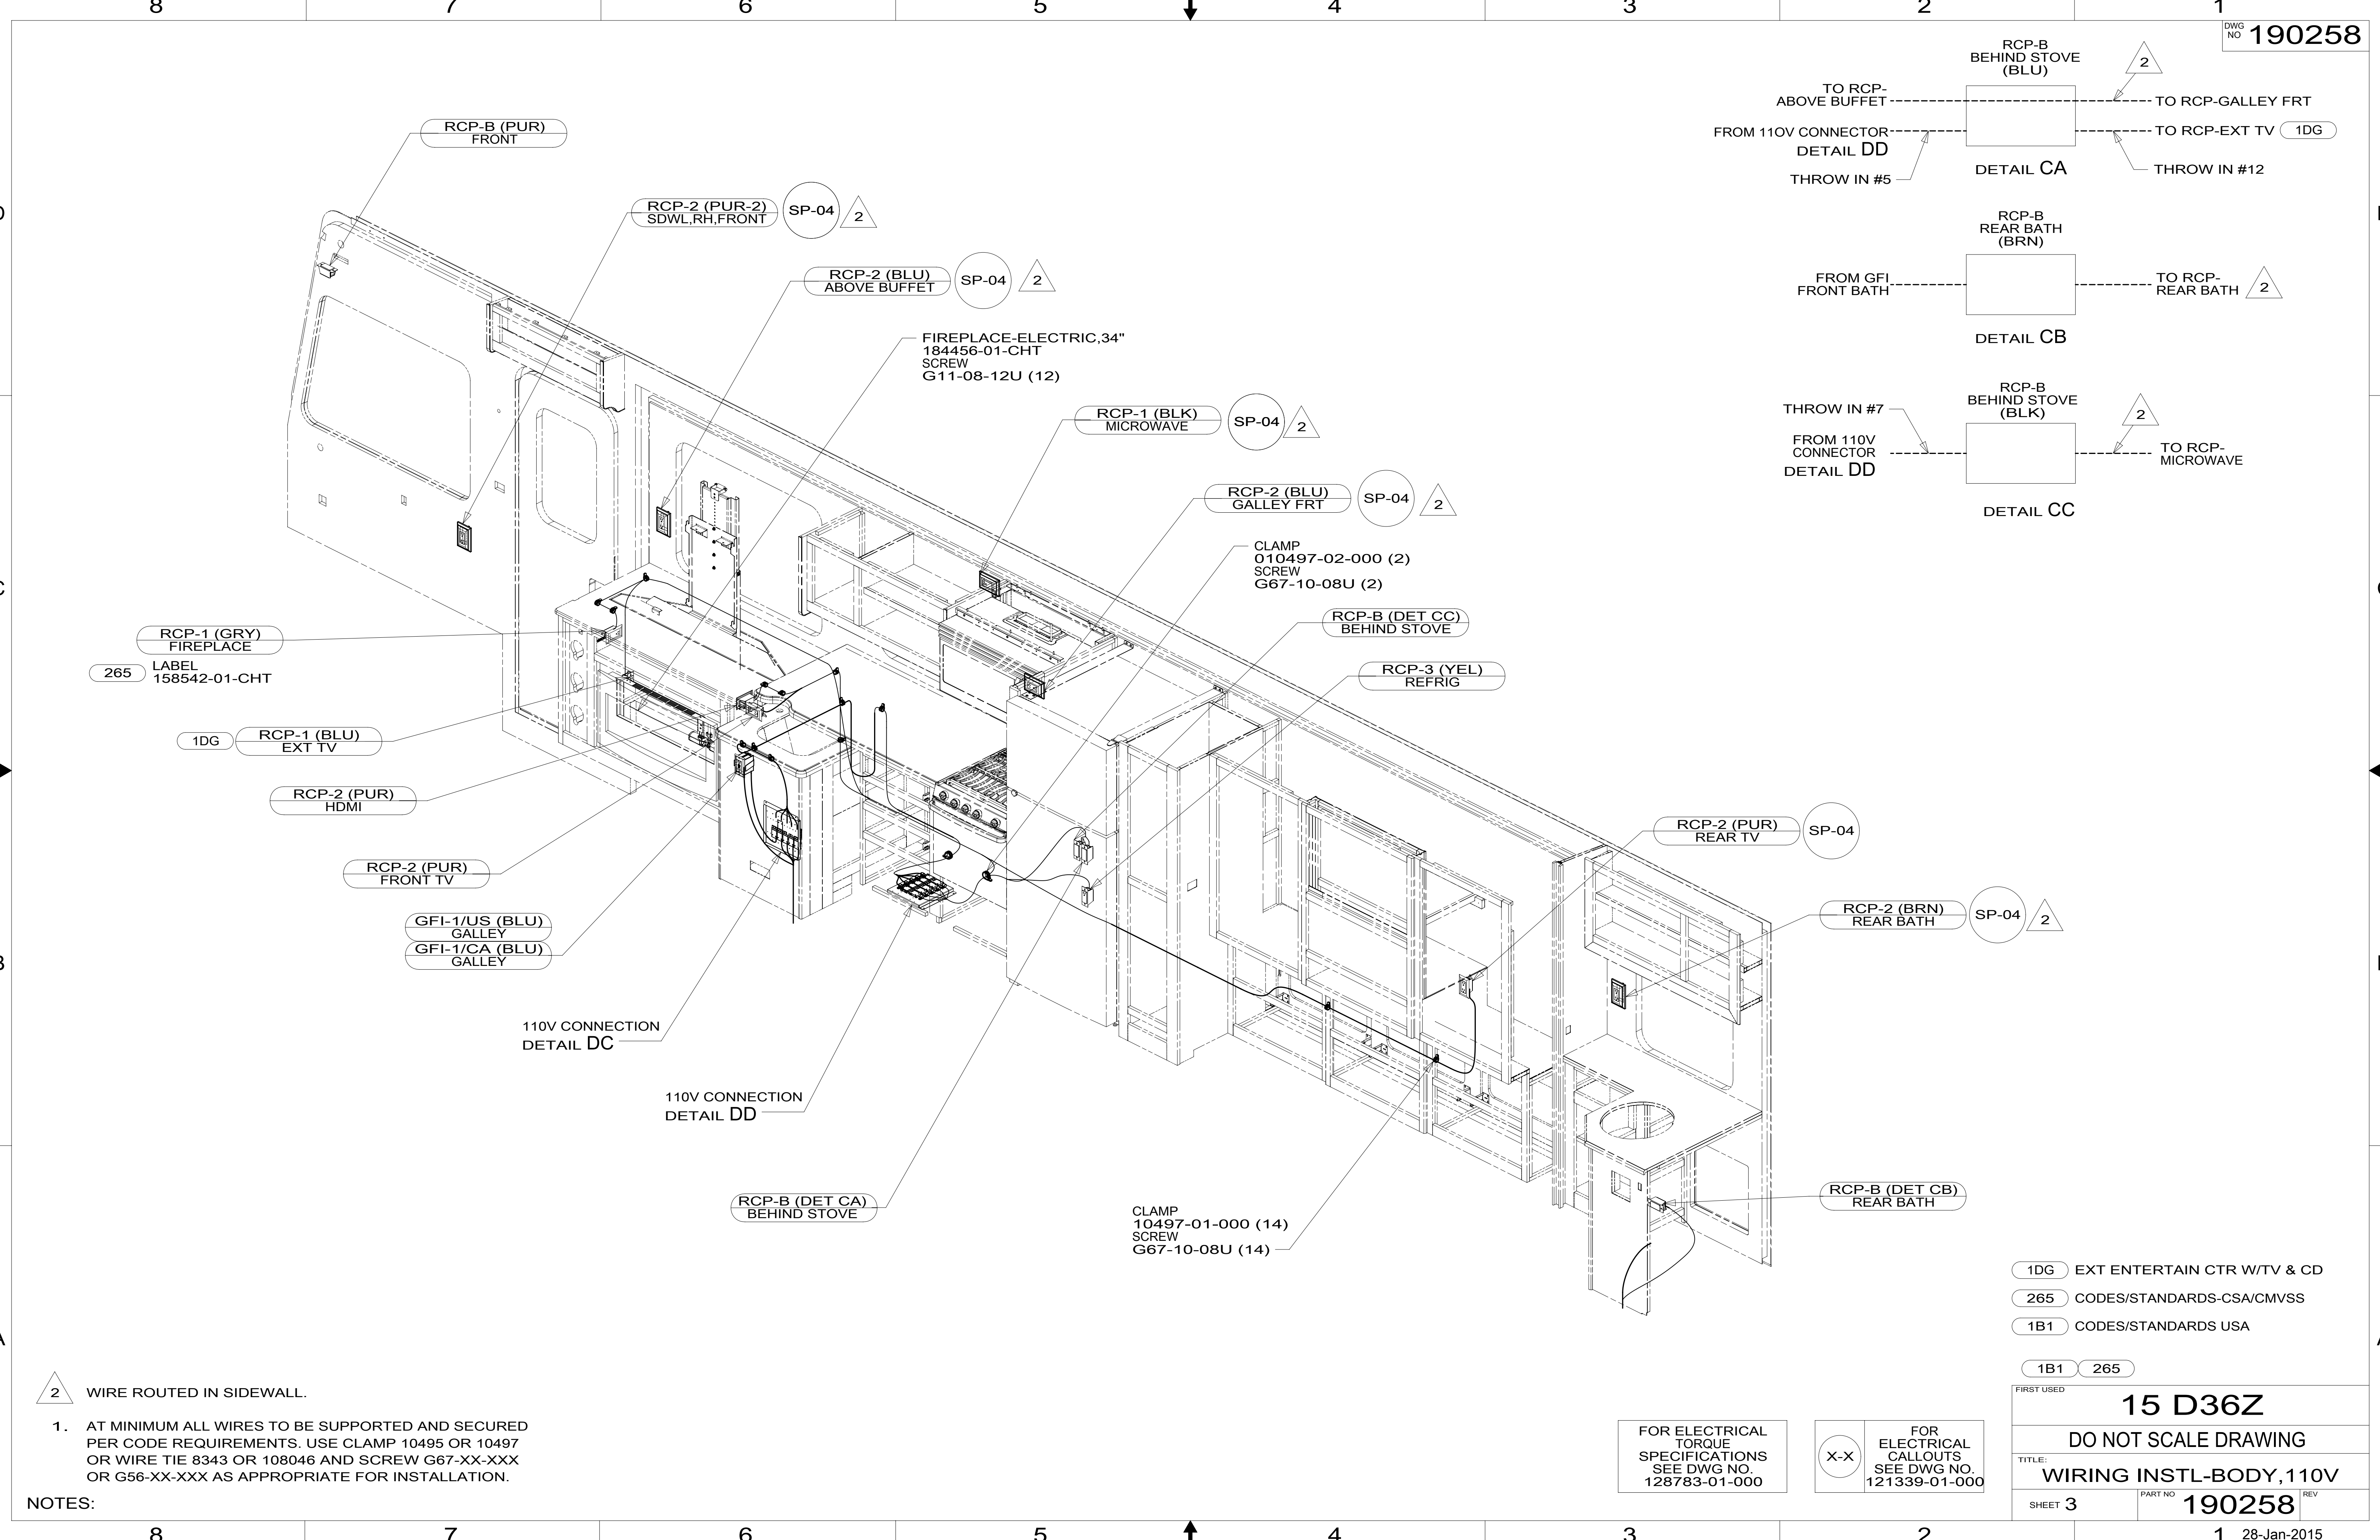 8 7 6 5 4 3 2 1
DWG NO 190258
RCP-B
BEHIND STOVE
(BLU)
2
TO RCP-
ABOVE BUFFET
TO RCP-GALLEY FRT
FROM 110V CONNECTOR
DETAIL DD
TO RCP-EXT TV 1DG
THROW IN #5
THROW IN #12
DETAIL CA
RCP-B
REAR BATH
(BRN)
FROM GFI
FRONT BATH
TO RCP-
REAR BATH 2
DETAIL CB
RCP-B
BEHIND STOVE
(BLK)
THROW IN #7
2
FROM 110V
CONNECTOR
DETAIL DD
TO RCP-
MICROWAVE
DETAIL CC
RCP-B (PUR)
FRONT
RCP-2 (PUR-2)
SDWL,RH,FRONT
SP-04 2
RCP-2 (BLU)
ABOVE BUFFET
SP-04 2
FIREPLACE-ELECTRIC,34"
184456-01-CHT
SCREW
G11-08-12U (12)
RCP-1 (BLK)
MICROWAVE
SP-04 2
RCP-2 (BLU)
GALLEY FRT
SP-04 2
CLAMP
010497-02-000 (2)
SCREW
G67-10-08U (2)
RCP-B (DET CC)
BEHIND STOVE
RCP-3 (YEL)
REFRIG
RCP-1 (GRY)
FIREPLACE
265 LABEL
158542-01-CHT
1DG RCP-1 (BLU)
EXT TV
RCP-2 (PUR)
HDMI
RCP-2 (PUR)
FRONT TV
GFI-1/US (BLU)
GALLEY
GFI-1/CA (BLU)
GALLEY
110V CONNECTION
DETAIL DC
110V CONNECTION
DETAIL DD
RCP-B (DET CA)
BEHIND STOVE
CLAMP
10497-01-000 (14)
SCREW
G67-10-08U (14)
RCP-2 (PUR)
REAR TV
SP-04
RCP-2 (BRN)
REAR BATH
SP-04 2
RCP-B (DET CB)
REAR BATH
1DG EXT ENTERTAIN CTR W/TV & CD
265 CODES/STANDARDS-CSA/CMVSS
1B1 CODES/STANDARDS USA
1B1 265
2 WIRE ROUTED IN SIDEWALL.
1. AT MINIMUM ALL WIRES TO BE SUPPORTED AND SECURED
PER CODE REQUIREMENTS. USE CLAMP 10495 OR 10497
OR WIRE TIE 8343 OR 108046 AND SCREW G67-XX-XXX
OR G56-XX-XXX AS APPROPRIATE FOR INSTALLATION.
NOTES:
FOR ELECTRICAL
TORQUE
SPECIFICATIONS
SEE DWG NO.
128783-01-000
X-X
FOR
ELECTRICAL
CALLOUTS
SEE DWG NO.
121339-01-000
FIRST USED
15 D36Z
DO NOT SCALE DRAWING
TITLE:
WIRING INSTL-BODY,110V
SHEET 3
PART NO 190258
REV
8 7 6 5 4 3 2 1
28-Jan-2015